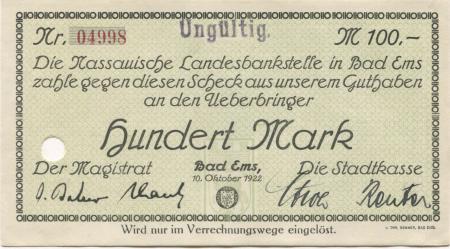 Nr. 04998 Ungültig. M 100.-
Die Nassauische Landesbankstelle in Bad Ems
zahle gegen diesen Scheck aus unserem Guthaben
an den Ueberbringer
Hundert Mark
Der Magistrat Bad Ems, Die Stadtkasse
10. Oktober 1922
Reuter
Wird nur im Verrechnungswege eingelöst.